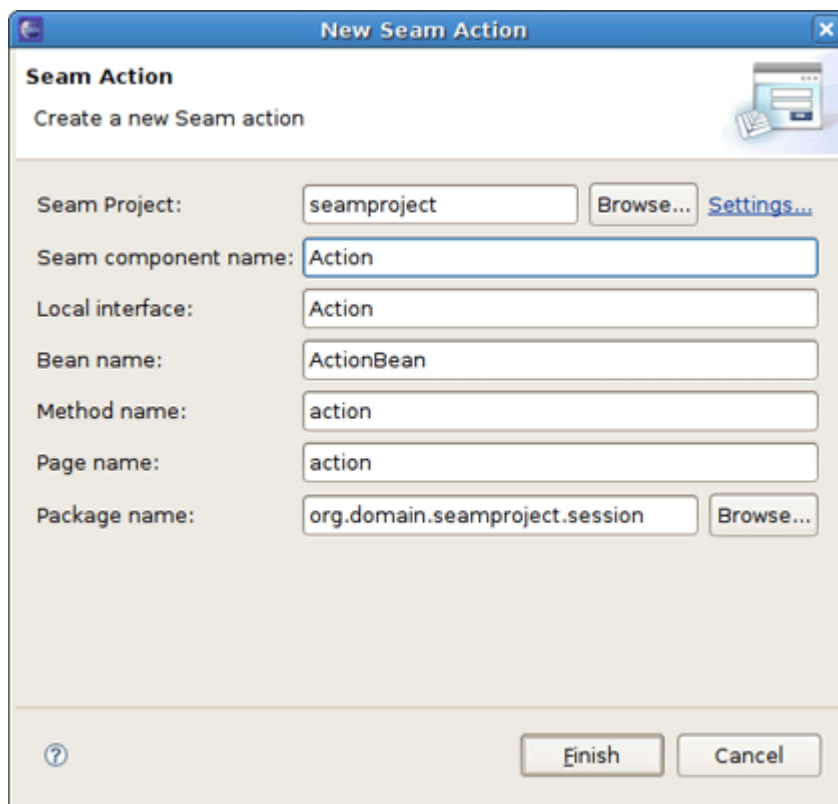 New Seam Action
Seam Action
Create a new Seam action
Seam Project: seamproject Browse... Settings...
Seam component name: Action
Local interface: Action
Bean name: ActionBean
Method name: action
Page name: action
Package name: org.domain.seamproject.session Browse...
? Finish Cancel